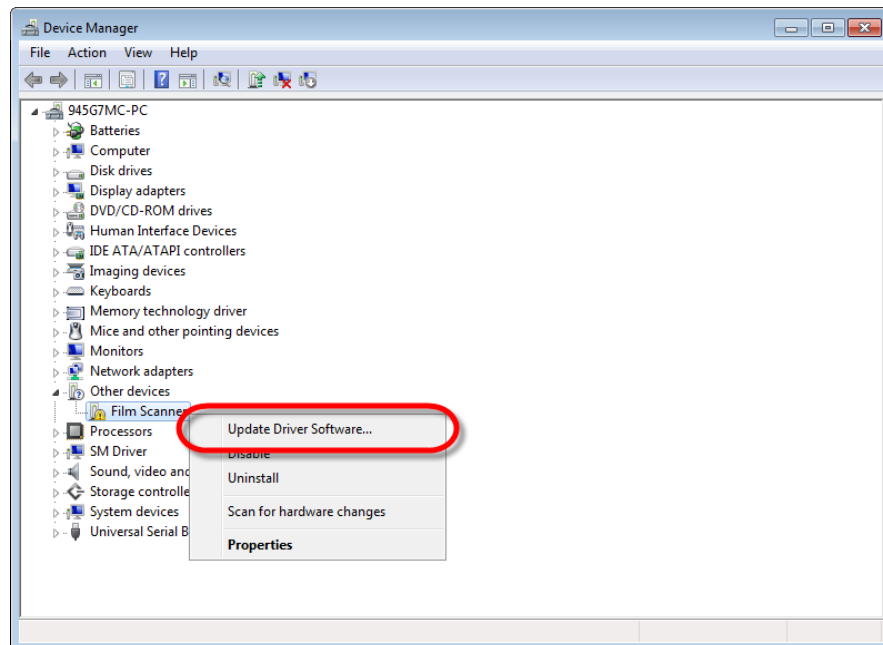 Device Manager
File Action View Help
945G7MC-PC
Batteries
Computer
Disk drives
Display adapters
DVD/CD-ROM drives
Human Interface Devices
IDE ATA/ATAPI controllers
Imaging devices
Keyboards
Memory technology driver
Mice and other pointing devices
Monitors
Network adapters
Other devices
Film Scanner
Update Driver Software...
Processors
Disable
SM Driver
Sound, video and
Uninstall
Storage controlle
System devices
Scan for hardware changes
Universal Serial B
Properties